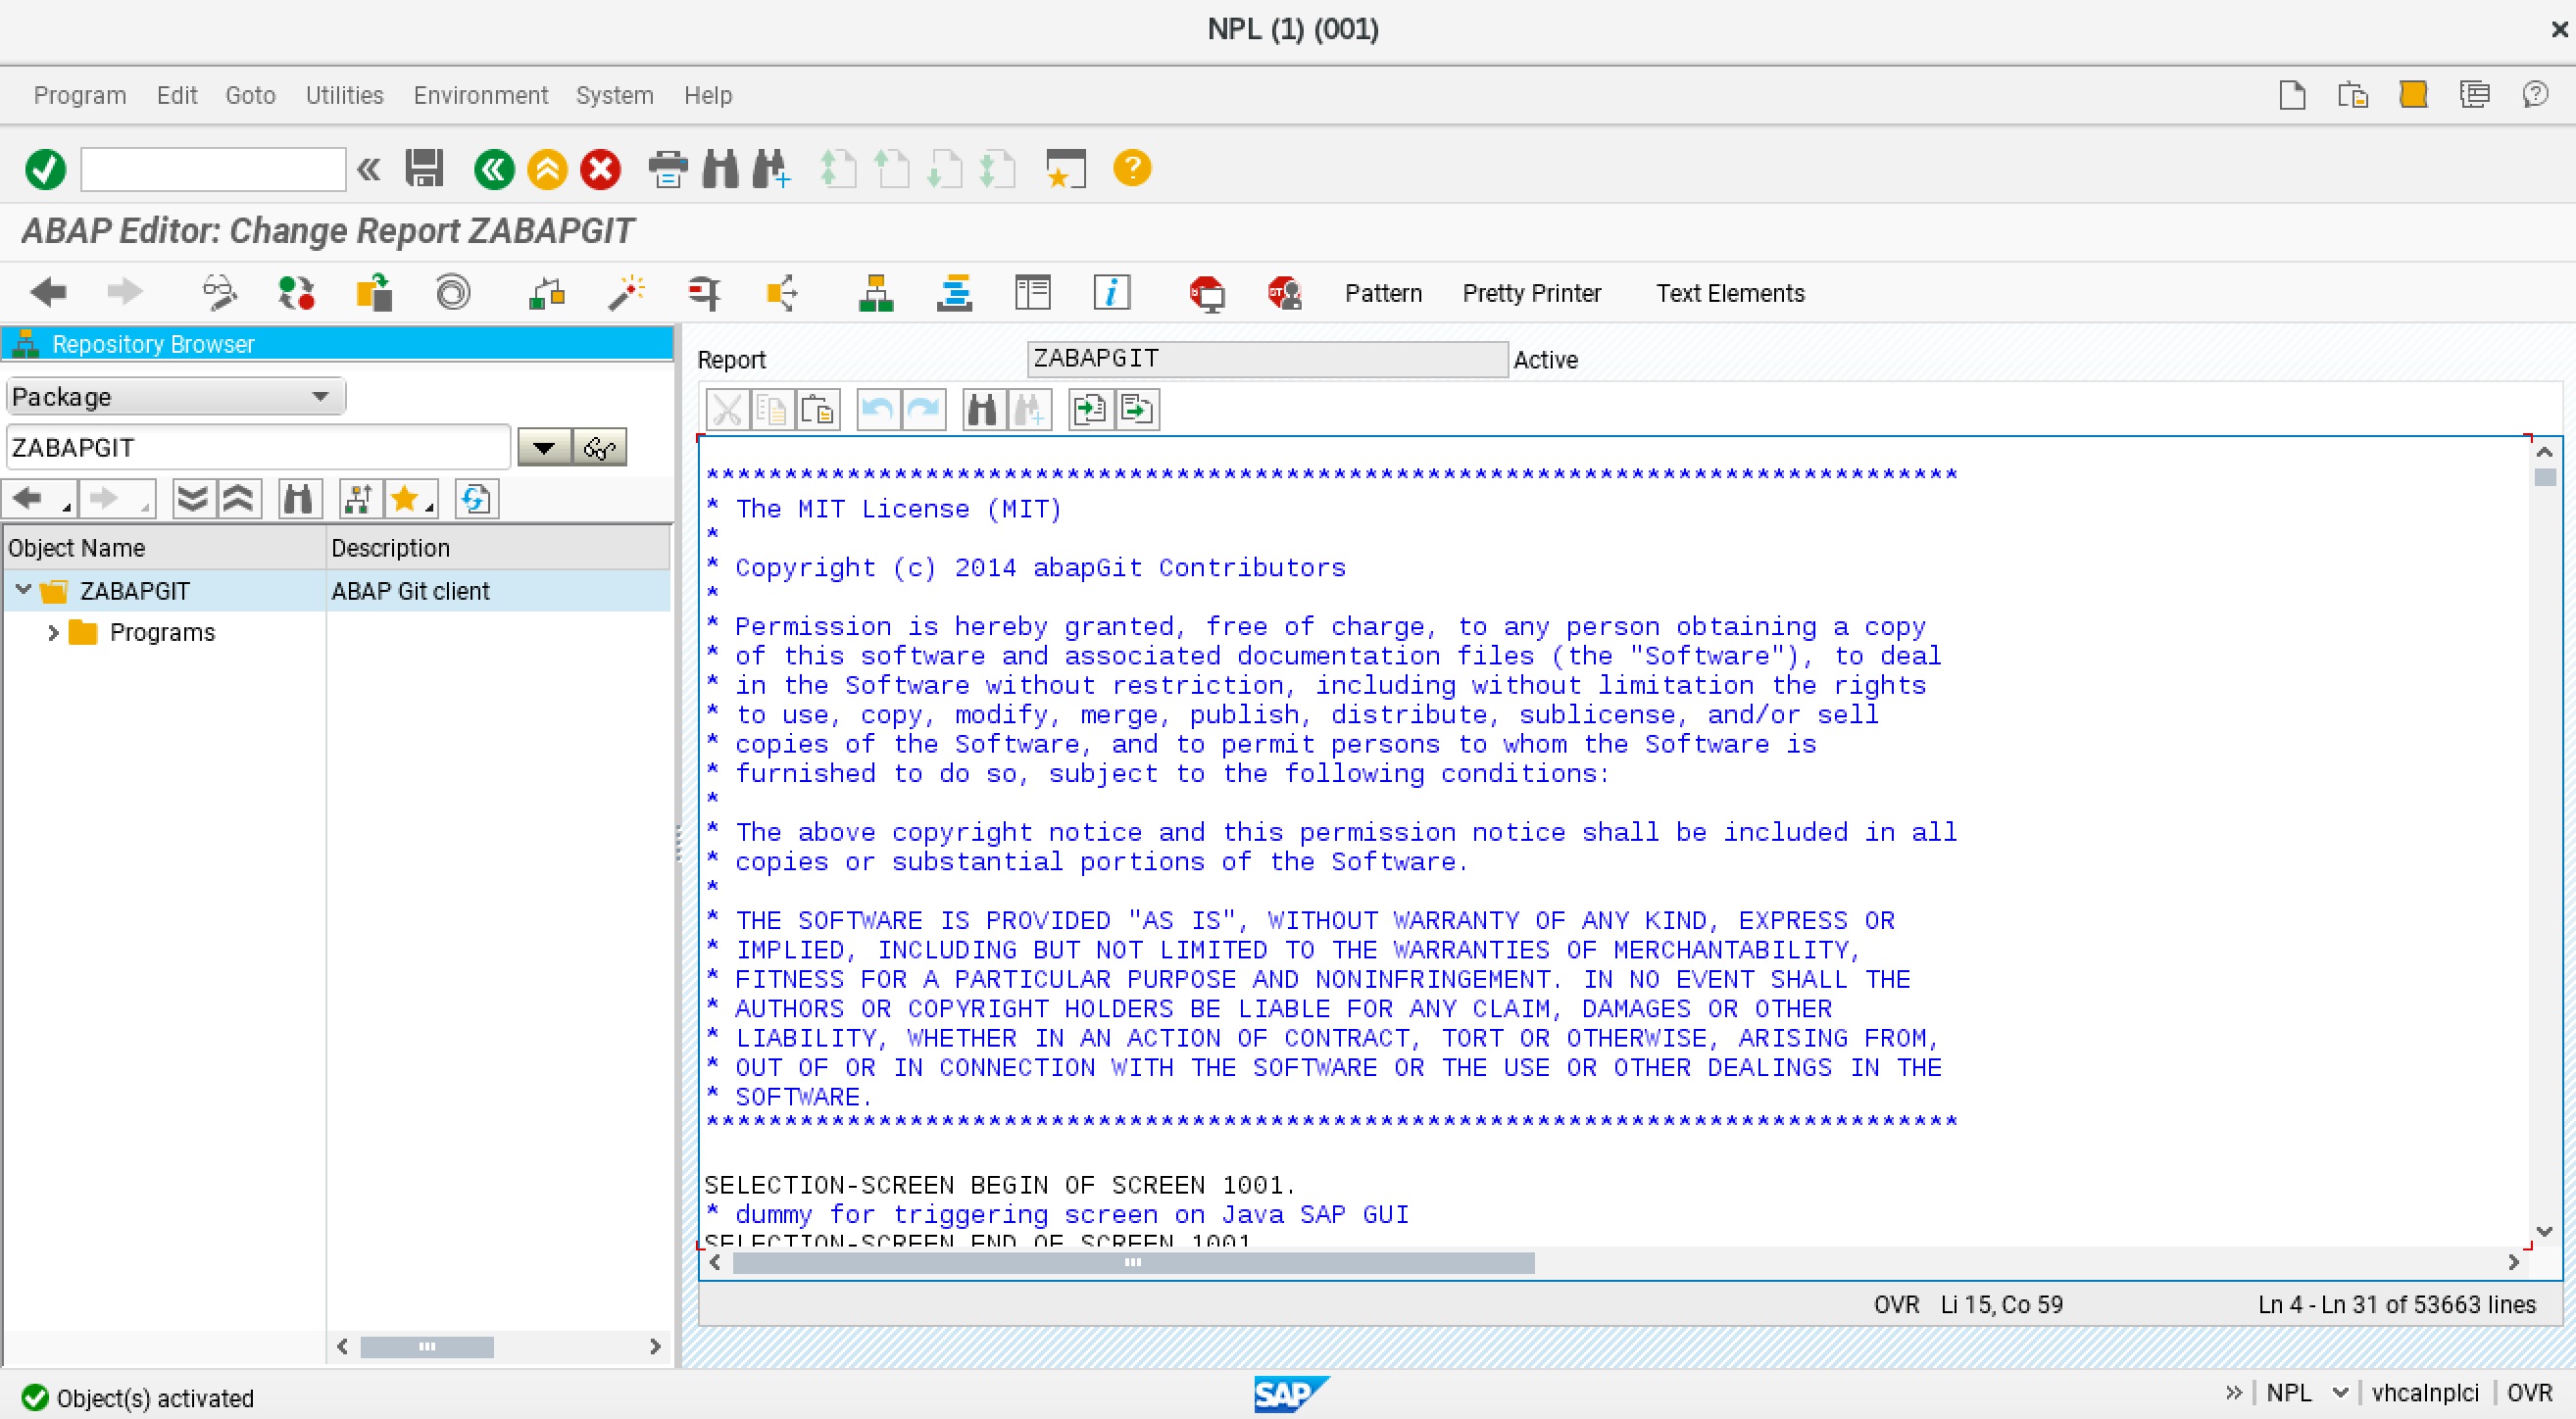 NPL (1) (001)
Program Edit Goto Utilities Environment System Help
ABAP Editor: Change Report ZABAPGIT
Pattern Pretty Printer Text Elements
Repository Browser
Package
ZABAPGIT
Object Name Description
ZABAPGIT ABAP Git client
Programs
Report ZABAPGIT Active
********************************************************************************
* The MIT License (MIT)
*
* Copyright (c) 2014 abapGit Contributors
*
* Permission is hereby granted, free of charge, to any person obtaining a copy
* of this software and associated documentation files (the "Software"), to deal
* in the Software without restriction, including without limitation the rights
* to use, copy, modify, merge, publish, distribute, sublicense, and/or sell
* copies of the Software, and to permit persons to whom the Software is
* furnished to do so, subject to the following conditions:
*
* The above copyright notice and this permission notice shall be included in all
* copies or substantial portions of the Software.
*
* THE SOFTWARE IS PROVIDED "AS IS", WITHOUT WARRANTY OF ANY KIND, EXPRESS OR
* IMPLIED, INCLUDING BUT NOT LIMITED TO THE WARRANTIES OF MERCHANTABILITY,
* FITNESS FOR A PARTICULAR PURPOSE AND NONINFRINGEMENT. IN NO EVENT SHALL THE
* AUTHORS OR COPYRIGHT HOLDERS BE LIABLE FOR ANY CLAIM, DAMAGES OR OTHER
* LIABILITY, WHETHER IN AN ACTION OF CONTRACT, TORT OR OTHERWISE, ARISING FROM,
* OUT OF OR IN CONNECTION WITH THE SOFTWARE OR THE USE OR OTHER DEALINGS IN THE
* SOFTWARE.
********************************************************************************
SELECTION-SCREEN BEGIN OF SCREEN 1001.
* dummy for triggering screen on Java SAP GUI
SELECTION-SCREEN END OF SCREEN 1001
OVR Li 15, Co 59 Ln 4 - Ln 31 of 53663 lines
Object(s) activated
SAP
NPL vhcalnplci OVR